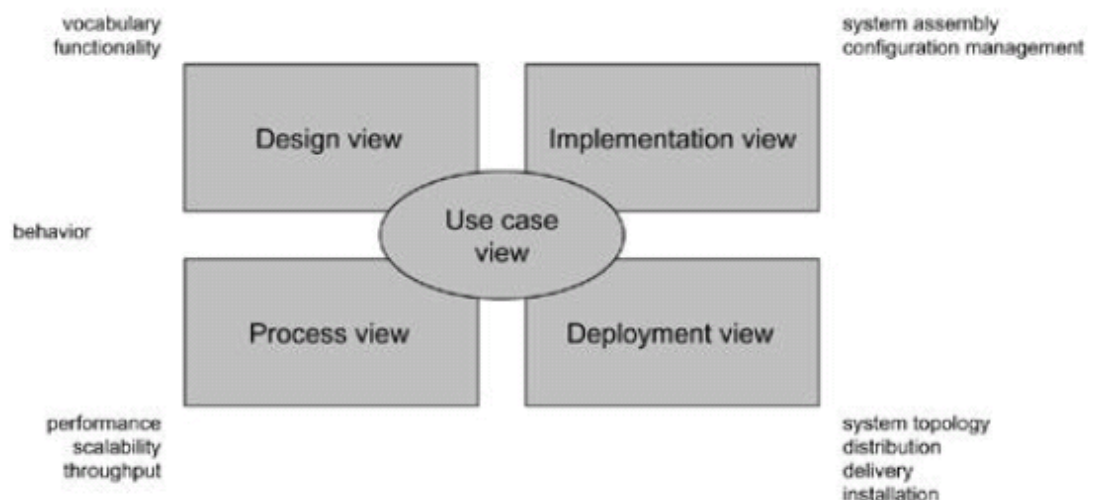 vocabulary
functionality
system assembly
configuration management
Design view
Implementation view
Use case
view
behavior
Process view
Deployment view
performance
scalability
throughput
system topology
distribution
delivery
installation